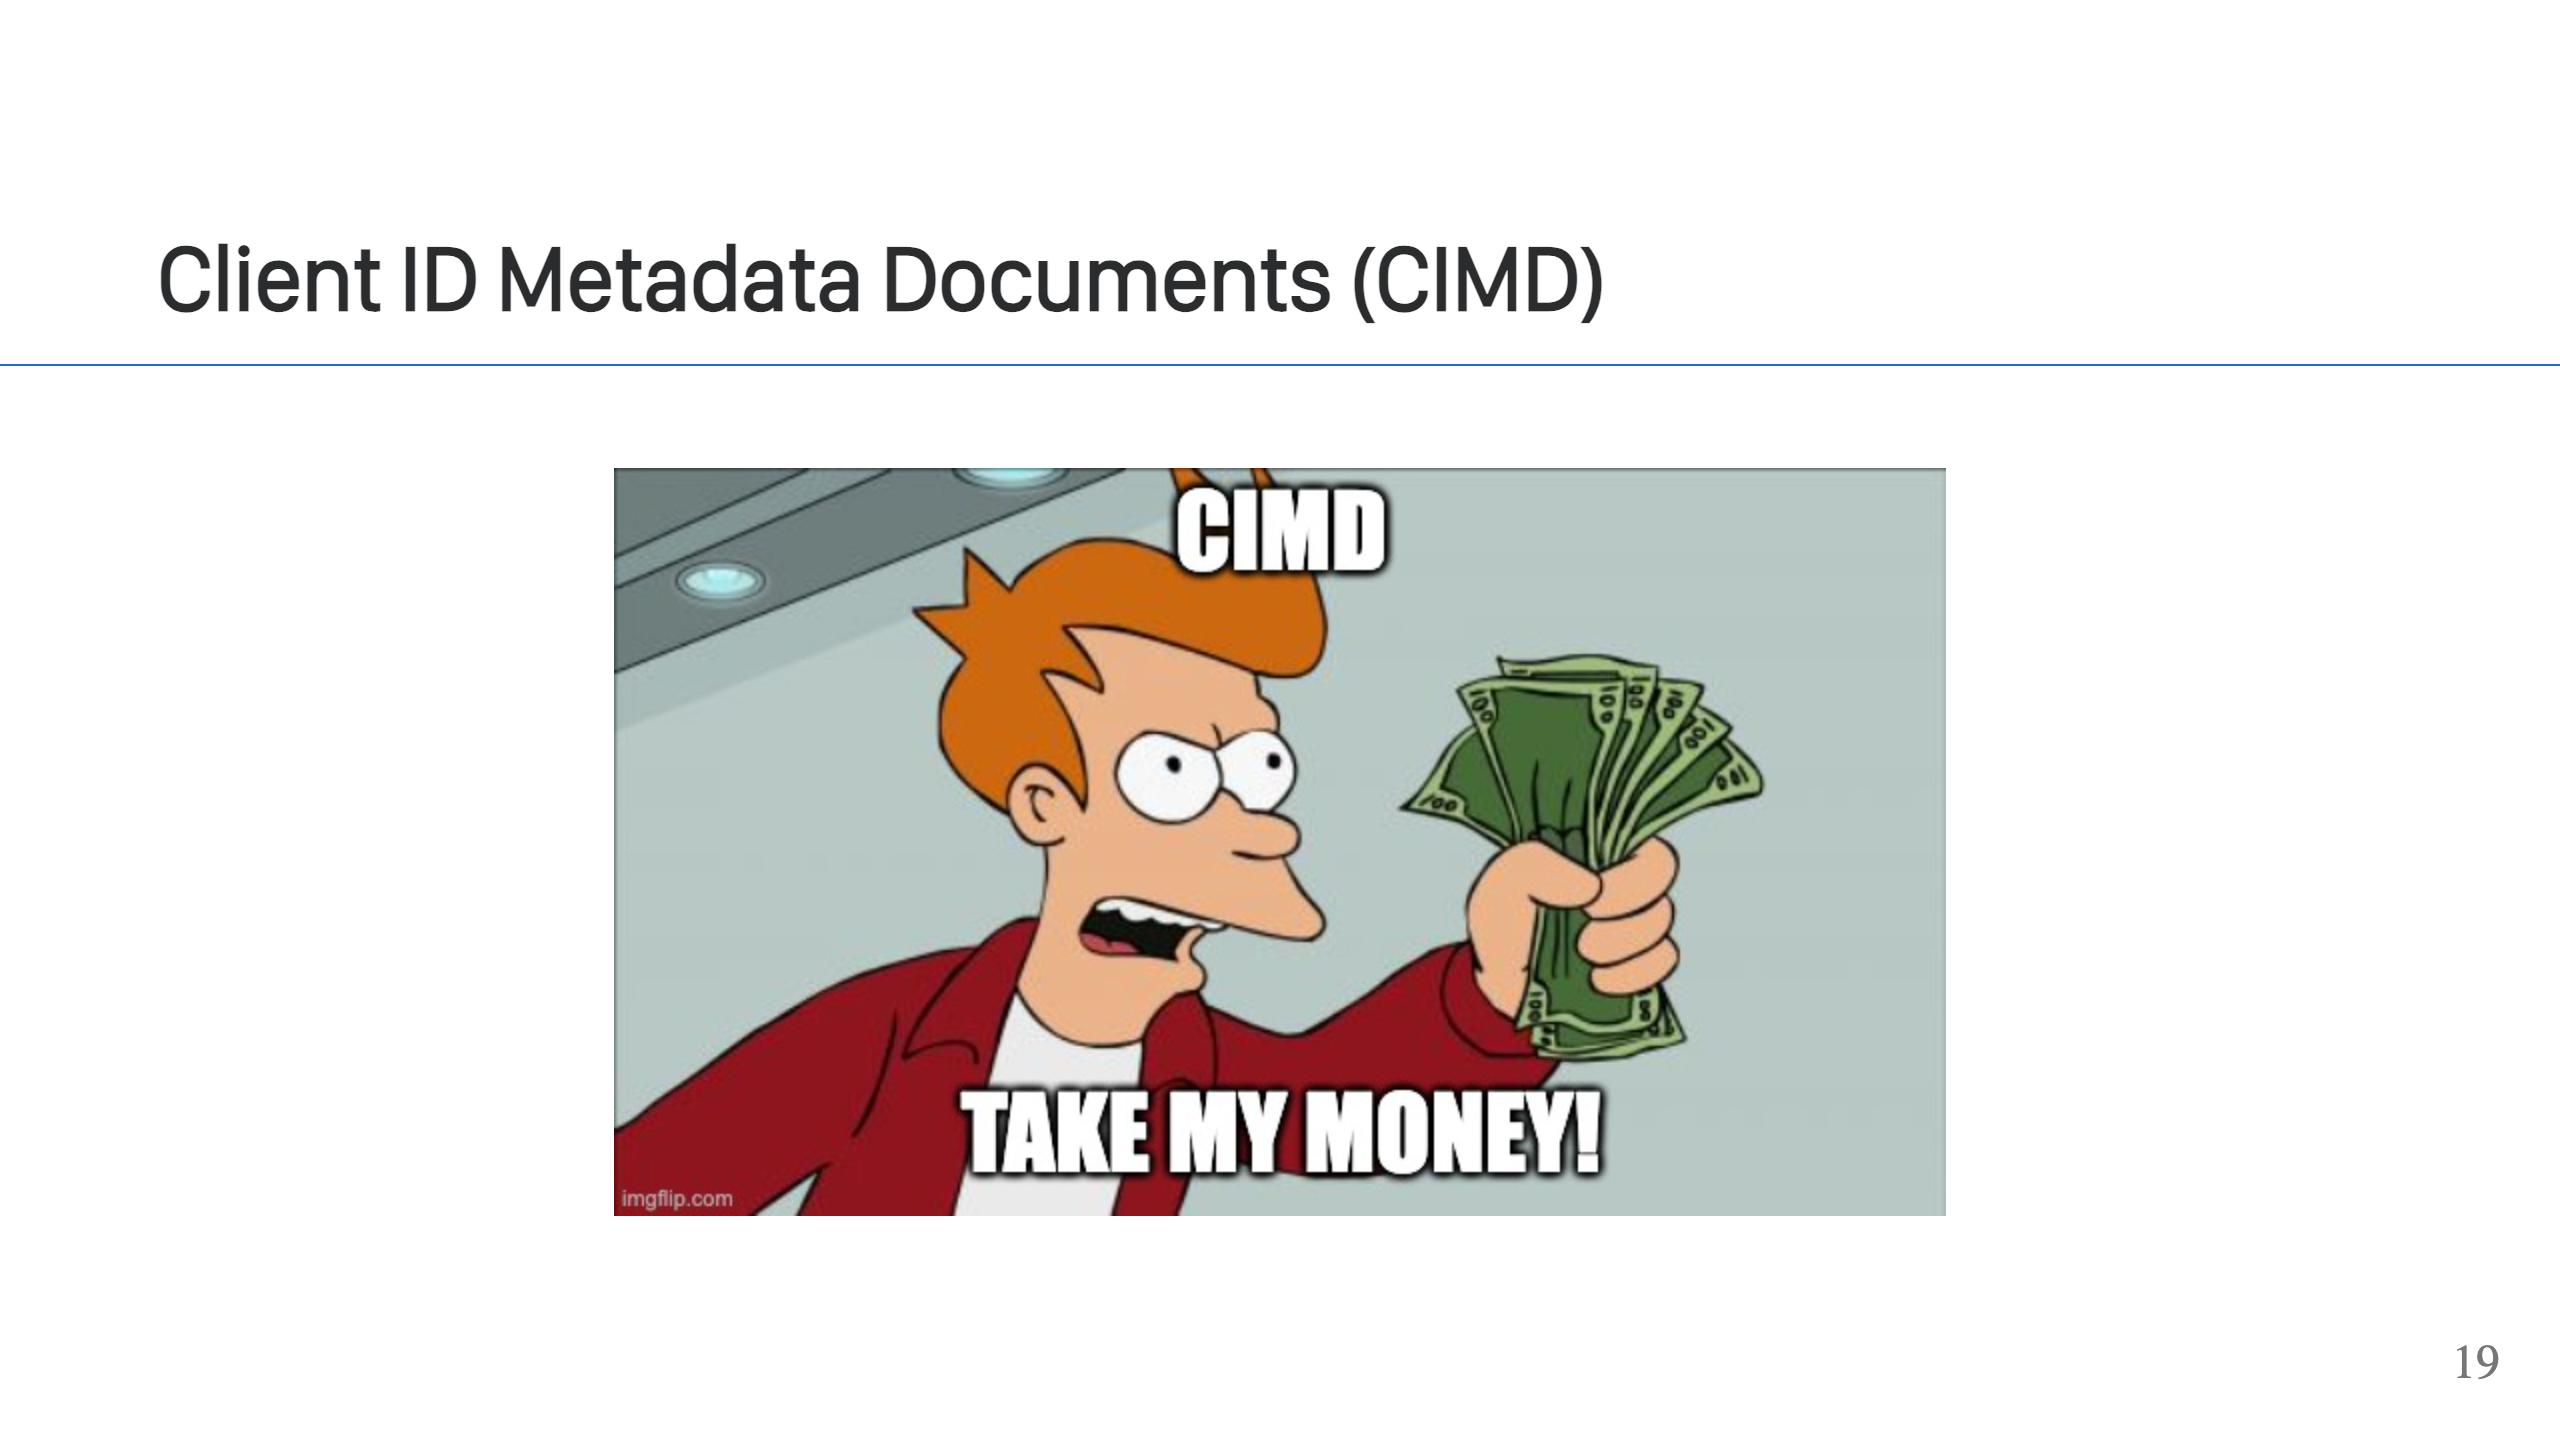 Client ID Metadata Documents (CIMD)
CIMD
TAKE MY MONEY!
imgflip.com
19